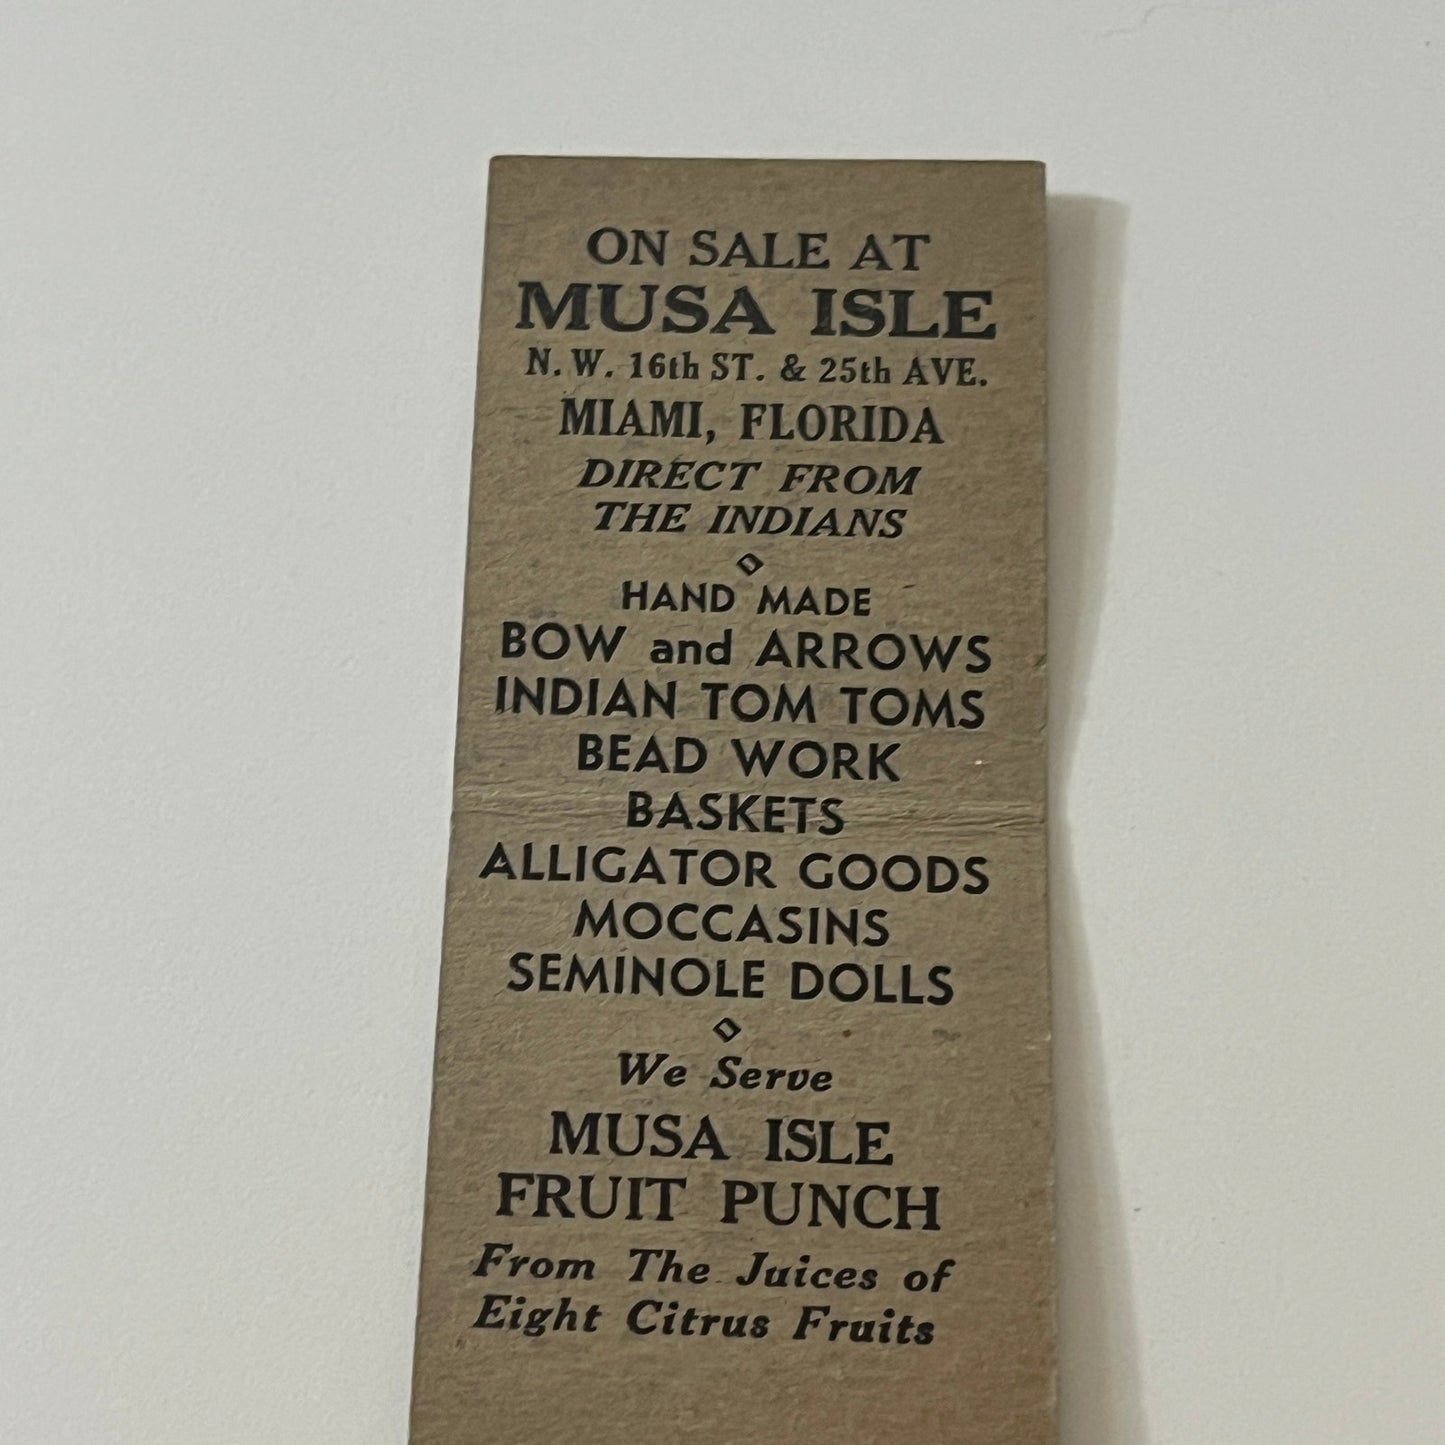 ON SALE AT
MUSA ISLE
N. W. 16th ST. & 25th AVE.
MIAMI, FLORIDA
DIRECT FROM
THE INDIANS
HAND MADE
BOW and ARROWS
INDIAN TOM TOMS
BEAD WORK
BASKETS
ALLIGATOR GOODS
MOCCASINS
SEMINOLE DOLLS
We Serve
MUSA ISLE
FRUIT PUNCH
From The Juices of
Eight Citrus Fruits